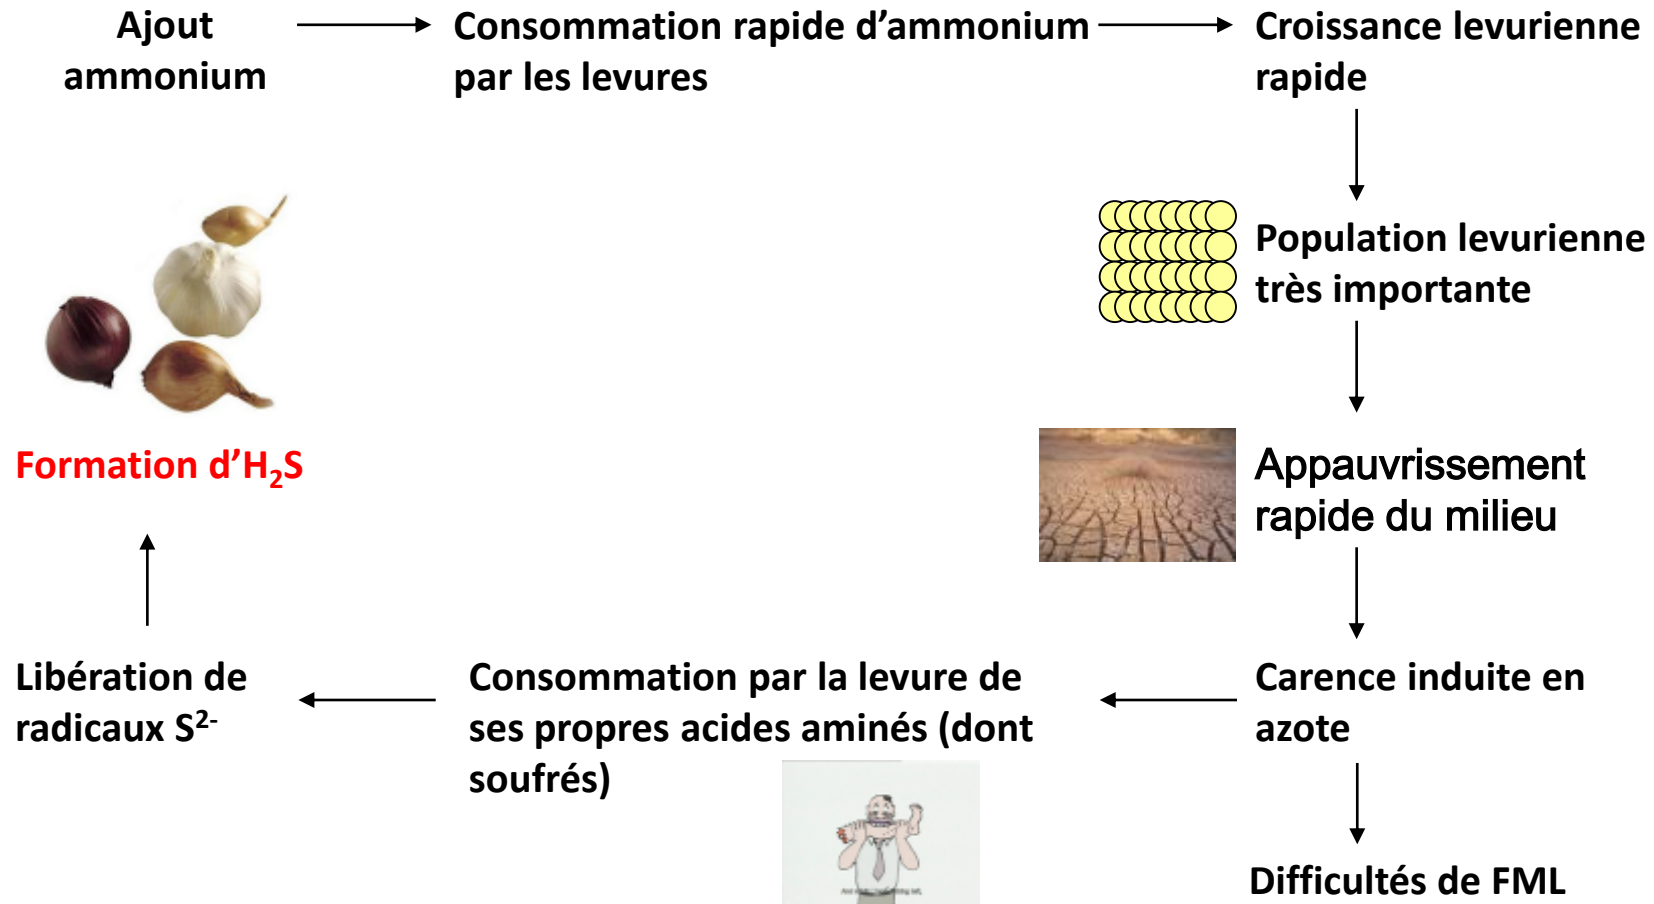 Ajout
ammonium
Consommation rapide d’ammonium
par les levures
Croissance levurienne
rapide
Population levurienne
très importante
Appauvrissement
rapide du milieu
Carence induite en
azote
Difficultés de FML
Consommation par la levure de
ses propres acides aminés (dont
soufrés)
Libération de
radicaux S²⁻
Formation d’H₂S